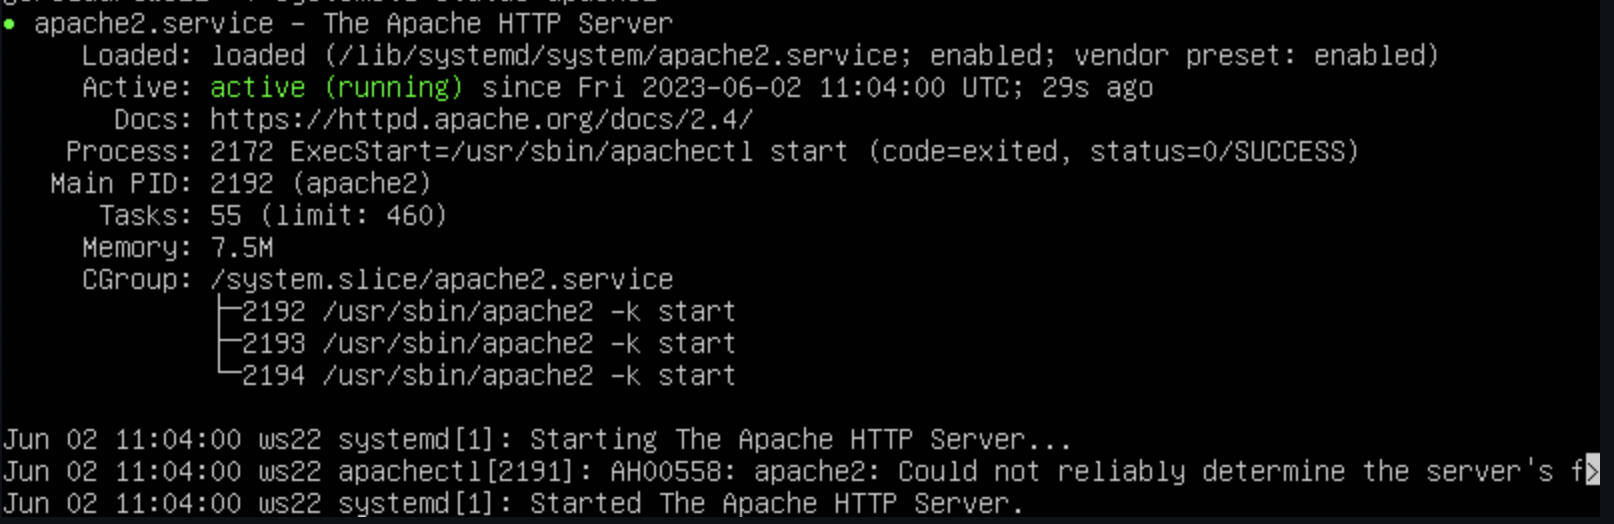 ● apache2.service - The Apache HTTP Server
     Loaded: loaded (/lib/systemd/system/apache2.service; enabled; vendor preset: enabled)
     Active: active (running) since Fri 2023-06-02 11:04:00 UTC; 29s ago
       Docs: https://httpd.apache.org/docs/2.4/
    Process: 2172 ExecStart=/usr/sbin/apachectl start (code=exited, status=0/SUCCESS)
   Main PID: 2192 (apache2)
      Tasks: 55 (limit: 460)
     Memory: 7.5M
     CGroup: /system.slice/apache2.service
             ├─2192 /usr/sbin/apache2 -k start
             ├─2193 /usr/sbin/apache2 -k start
             └─2194 /usr/sbin/apache2 -k start

Jun 02 11:04:00 ws22 systemd[1]: Starting The Apache HTTP Server...
Jun 02 11:04:00 ws22 apachectl[2191]: AH00558: apache2: Could not reliably determine the server's f>
Jun 02 11:04:00 ws22 systemd[1]: Started The Apache HTTP Server.